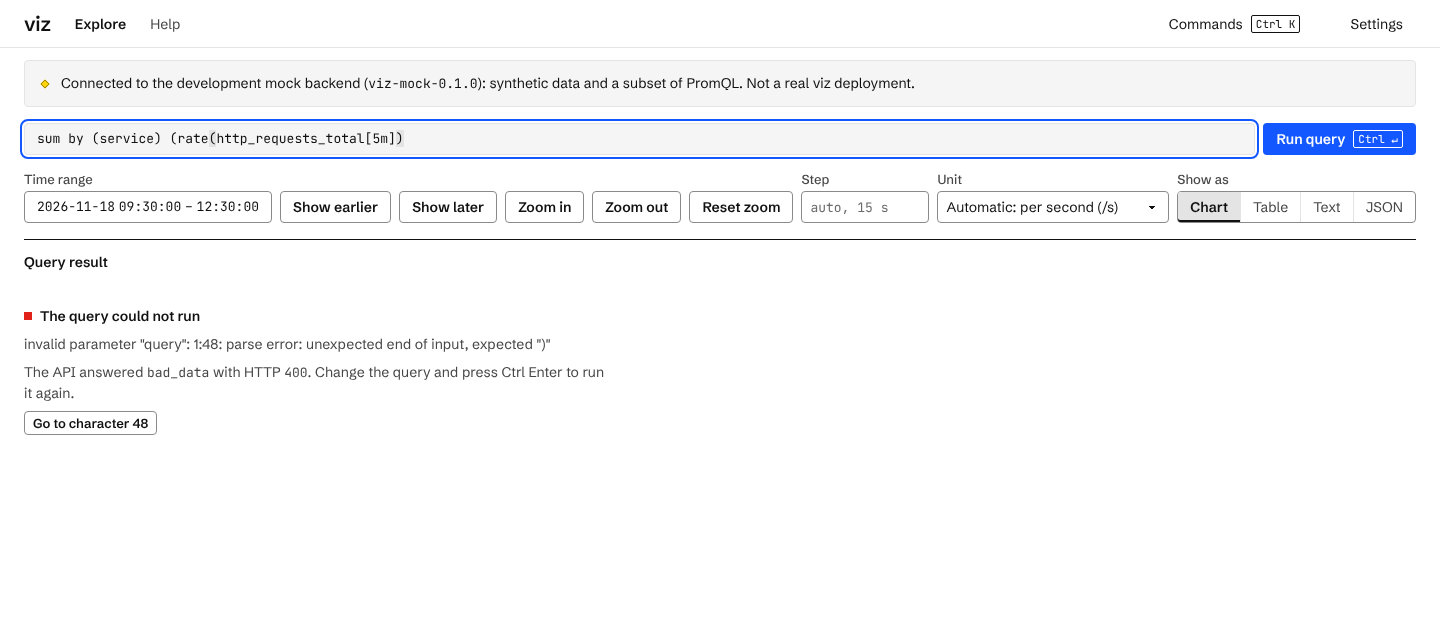 viz Explore Help Commands Ctrl K Settings
Connected to the development mock backend (viz-mock-0.1.0): synthetic data and a subset of PromQL. Not a real viz deployment.
sum by (service) (rate(http_requests_total[5m]) Run query Ctrl ↵
Time range Step Unit Show as
2026-11-18 09:30:00 – 12:30:00 Show earlier Show later Zoom in Zoom out Reset zoom auto, 15 s Automatic: per second (/s) Chart Table Text JSON
Query result
The query could not run
invalid parameter "query": 1:48: parse error: unexpected end of input, expected ")"
The API answered bad_data with HTTP 400. Change the query and press Ctrl Enter to run
it again.
Go to character 48